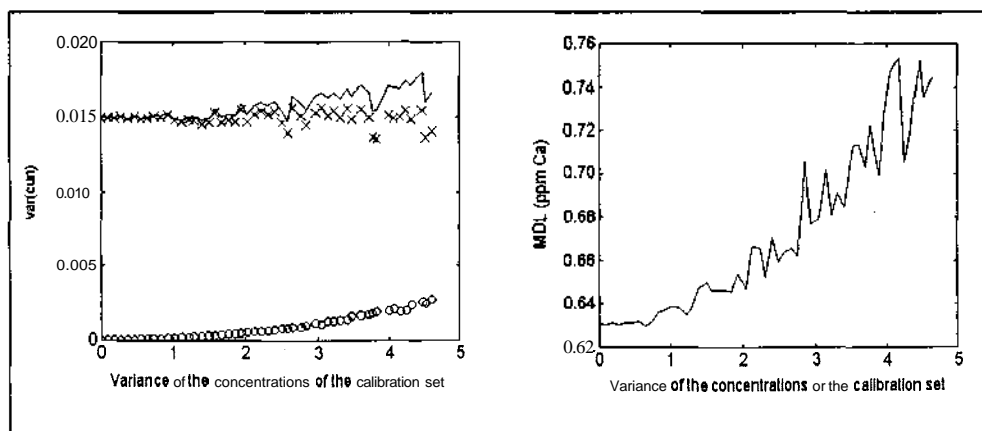 0.020
0.015
0.010
0.005
0
0 1 2 3 4 5
var(cun)
Variance of the concentrations of the calibration set
0.76
0.74
0.72
0.70
0.68
0.66
0.64
0.62
0 1 2 3 4 5
MDL (ppm Ca)
Variance of the concentrations or the calibration set